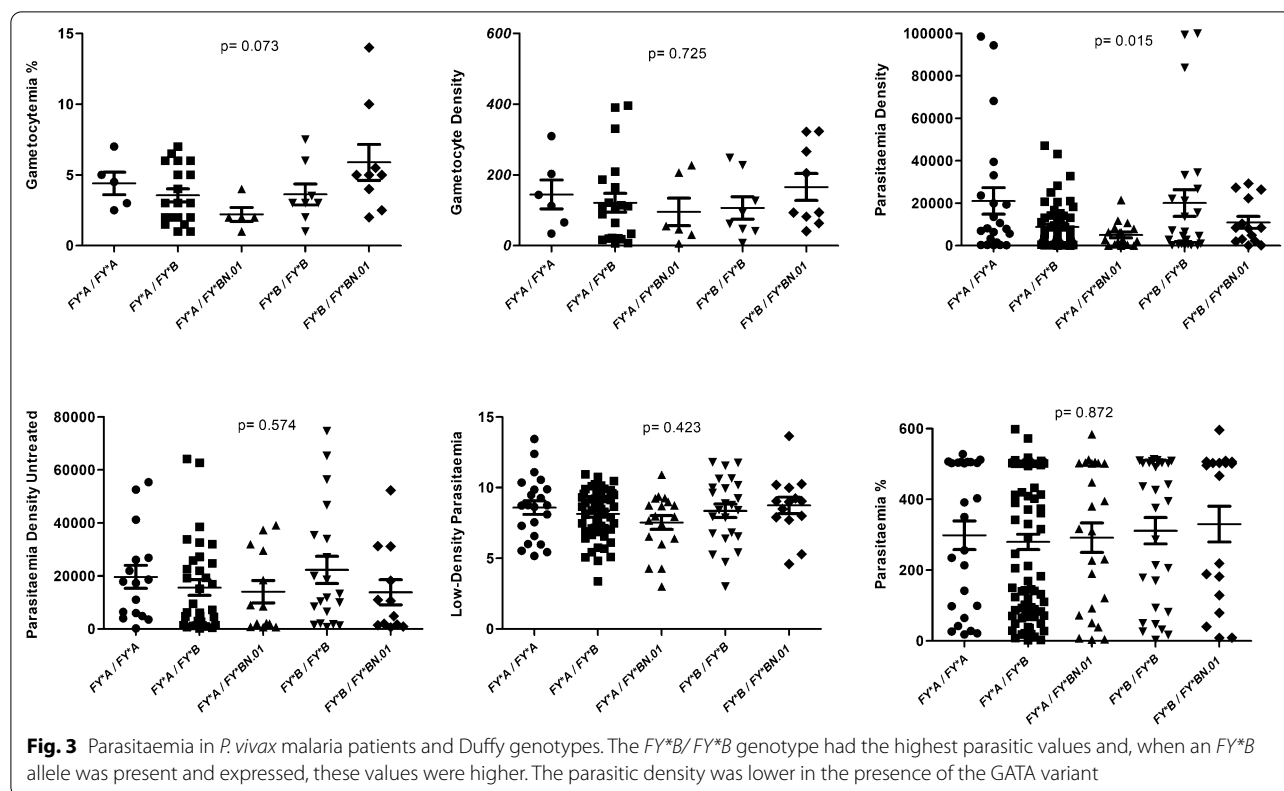 15
10
5
0
Gametocytemia %
p= 0.073
FY*A / FY*A
FY*A / FY*B
FY*A / FY*BN.01
FY*B / FY*B
FY*B / FY*BN.01
600
400
200
0
Gametocyte Density
p= 0.725
FY*A / FY*A
FY*A / FY*B
FY*A / FY*BN.01
FY*B / FY*B
FY*B / FY*BN.01
100000
80000
60000
40000
20000
0
Parasitaemia Density
p= 0.015
FY*A / FY*A
FY*A / FY*B
FY*A / FY*BN.01
FY*B / FY*B
FY*B / FY*BN.01
80000
60000
40000
20000
0
Parasitaemia Density Untreated
p= 0.574
FY*A / FY*A
FY*A / FY*B
FY*A / FY*BN.01
FY*B / FY*B
FY*B / FY*BN.01
15
10
5
0
Low-Density Parasitaemia
p= 0.423
FY*A / FY*A
FY*A / FY*B
FY*A / FY*BN.01
FY*B / FY*B
FY*B / FY*BN.01
600
400
200
0
Parasitaemia %
p= 0.872
FY*A / FY*A
FY*A / FY*B
FY*A / FY*BN.01
FY*B / FY*B
FY*B / FY*BN.01
Fig. 3 Parasitaemia in P. vivax malaria patients and Duffy genotypes. The FY*B/ FY*B genotype had the highest parasitic values and, when an FY*B
allele was present and expressed, these values were higher. The parasitic density was lower in the presence of the GATA variant